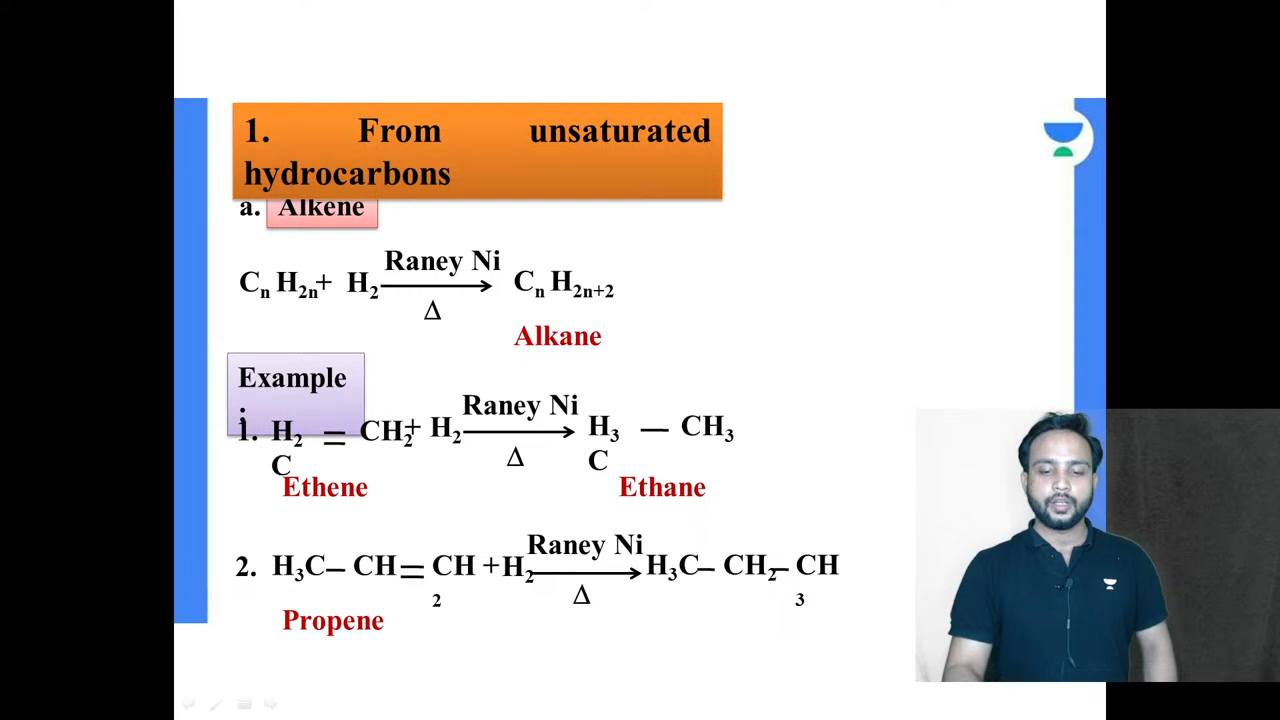 1. From unsaturated
hydrocarbons
a. Alkene
Raney Ni
CₙH₂ₙ + H₂ ⟶ CₙH₂ₙ₊₂
Δ
Alkane
Example
:
Raney Ni
1. H₂C = CH₂ + H₂ ⟶ H₃C – CH₃
Δ
Ethene Ethane
Raney Ni
2. H₃C – CH = CH₂ + H₂ ⟶ H₃C – CH₂ – CH₃
Δ
Propene